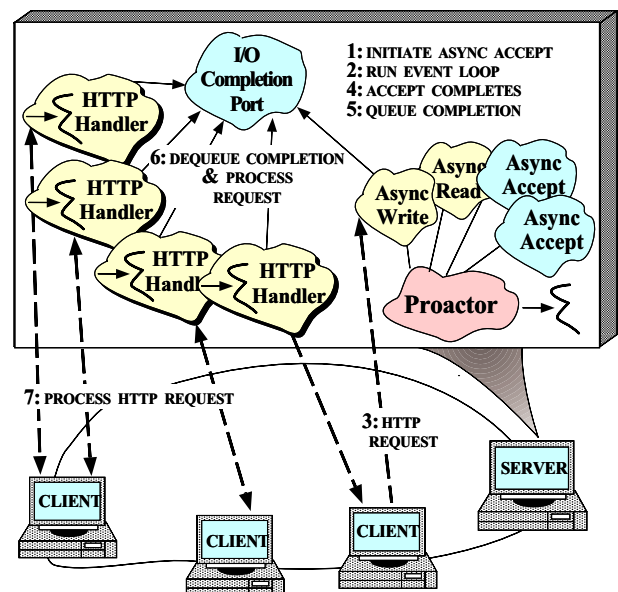 I/O
Completion
Port
1: INITIATE ASYNC ACCEPT
2: RUN EVENT LOOP
4: ACCEPT COMPLETES
5: QUEUE COMPLETION
HTTP
Handler
HTTP
Handler
HTTP
Handl
HTTP
Handler
6: DEQUEUE COMPLETION
& PROCESS
REQUEST
Async
Write
Async
Read
Async
Accept
Async
Accept
Proactor
7: PROCESS HTTP REQUEST
3: HTTP
REQUEST
SERVER
CLIENT
CLIENT
CLIENT